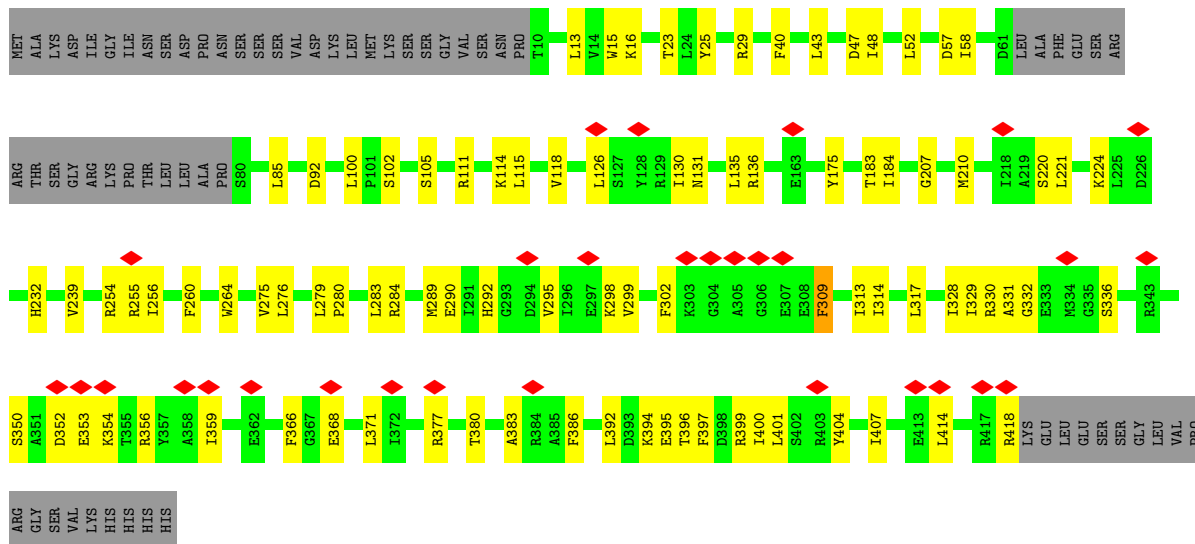 MET ALA LYS ASP ILE GLY ILE ASN SER ASP PRO ASN SER SER SER VAL ASP LYS LEU MET LYS SER SER GLY VAL SER ASN PRO T10 L13 V14 W15 K16 T23 L24 Y25 R29 F40 L43 D47 I48 L52 D57 I58 D61 LEU ALA PHE GLU SER ARG
ARG THR SER GLY ARG LYS PRO THR LEU LEU ALA PRO S80 L85 D92 L100 P101 S102 S105 R111 K114 L115 V118 L126 S127 Y128 R129 I130 N131 L135 R136 E163 Y175 T183 I184 G207 M210 I218 A219 S220 L221 K224 L225 D226
H232 V239 R254 R255 I256 F260 W264 V275 L276 L279 P280 L283 R284 M289 E290 I291 H292 G293 D294 V295 I296 E297 K298 V299 F302 K303 G304 A305 G306 E307 E308 F309 I313 I314 L317 I328 I329 R330 A331 G332 E333 M334 G335 S336 R343
S350 A351 D352 E353 K354 T355 R356 Y357 A358 I359 E362 F366 G367 E368 L371 I372 R377 T380 A383 R384 A385 F386 L392 D393 K394 E395 T396 F397 D398 R399 I400 L401 S402 R403 Y404 I407 E413 L414 R417 R418 LYS GLU LEU GLU SER SER GLY LEU VAL PRO
ARG GLY SER VAL LYS HIS HIS HIS HIS